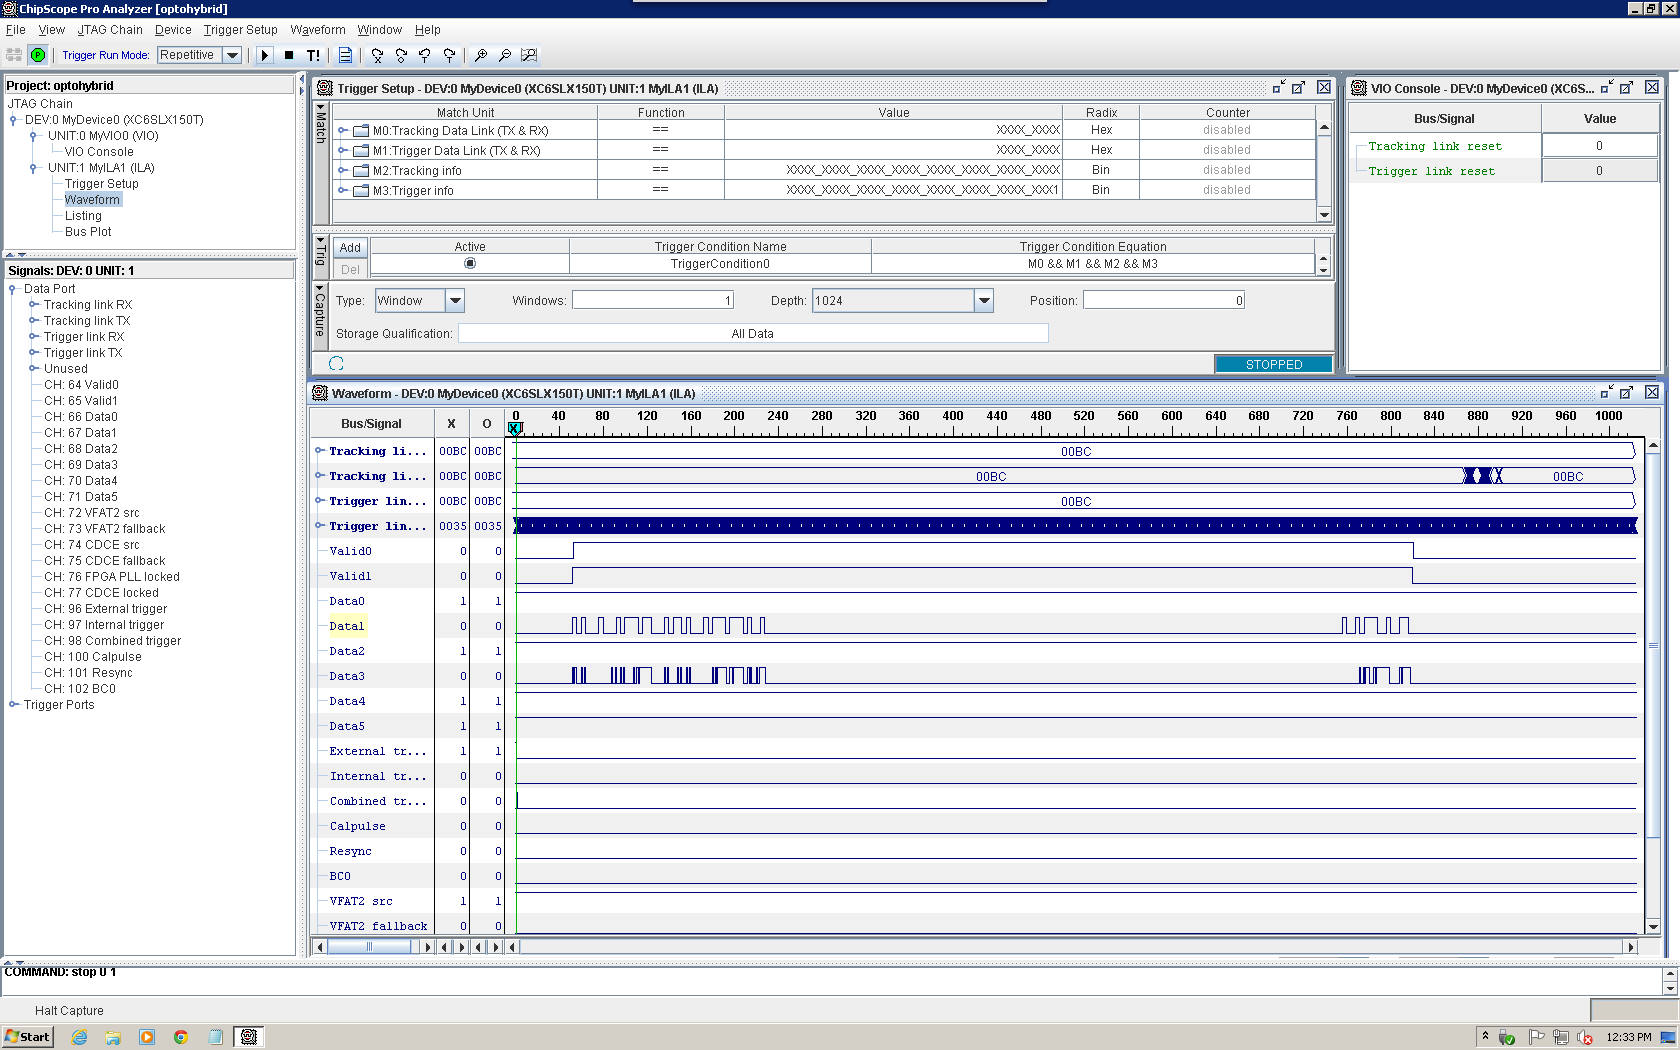 ChipScope Pro Analyzer [optohybrid]
File View JTAG Chain Device Trigger Setup Waveform Window Help
Trigger Run Mode: Repetitive T!
Project: optohybrid
JTAG Chain
DEV:0 MyDevice0 (XC6SLX150T)
UNIT:0 MyVIO0 (VIO)
VIO Console
UNIT:1 MyILA1 (ILA)
Trigger Setup
Waveform
Listing
Bus Plot
Signals: DEV: 0 UNIT: 1
Data Port
Tracking link RX
Tracking link TX
Trigger link RX
Trigger link TX
Unused
CH: 64 Valid0
CH: 65 Valid1
CH: 66 Data0
CH: 67 Data1
CH: 68 Data2
CH: 69 Data3
CH: 70 Data4
CH: 71 Data5
CH: 72 VFAT2 src
CH: 73 VFAT2 fallback
CH: 74 CDCE src
CH: 75 CDCE fallback
CH: 76 FPGA PLL locked
CH: 77 CDCE locked
CH: 96 External trigger
CH: 97 Internal trigger
CH: 98 Combined trigger
CH: 100 Calpulse
CH: 101 Resync
CH: 102 BC0
Trigger Ports
Trigger Setup - DEV:0 MyDevice0 (XC6SLX150T) UNIT:1 MyILA1 (ILA)
Match
Match Unit Function Value Radix Counter
M0:Tracking Data Link (TX & RX) == XXXX_XXXX Hex disabled
M1:Trigger Data Link (TX & RX) == XXXX_XXXX Hex disabled
M2:Tracking info == XXXX_XXXX_XXXX_XXXX_XXXX_XXXX_XXXX_XXXX Bin disabled
M3:Trigger info == XXXX_XXXX_XXXX_XXXX_XXXX_XXXX_XXXX_XXX1 Bin disabled
Trig
Add Active Trigger Condition Name Trigger Condition Equation
Del TriggerCondition0 M0 && M1 && M2 && M3
Capture
Type: Window Windows: 1 Depth: 1024 Position: 0
Storage Qualification: All Data
STOPPED
VIO Console - DEV:0 MyDevice0 (XC6S...
Bus/Signal Value
Tracking link reset 0
Trigger link reset 0
Waveform - DEV:0 MyDevice0 (XC6SLX150T) UNIT:1 MyILA1 (ILA)
Bus/Signal X O 0 40 80 120 160 200 240 280 320 360 400 440 480 520 560 600 640 680 720 760 800 840 880 920 960 1000
X
Tracking li... 00BC 00BC 00BC
Tracking li... 00BC 00BC 00BC 00BC
Trigger lin... 00BC 00BC 00BC
Trigger lin... 0035 0035
Valid0 0 0
Valid1 0 0
Data0 1 1
Data1 0 0
Data2 1 1
Data3 0 0
Data4 1 1
Data5 1 1
External tr... 1 1
Internal tr... 0 0
Combined tr... 0 0
Calpulse 0 0
Resync 0 0
BC0 0 0
VFAT2 src 1 1
VFAT2 fallback 0 0
COMMAND: stop 0 1
Halt Capture
Start 12:33 PM